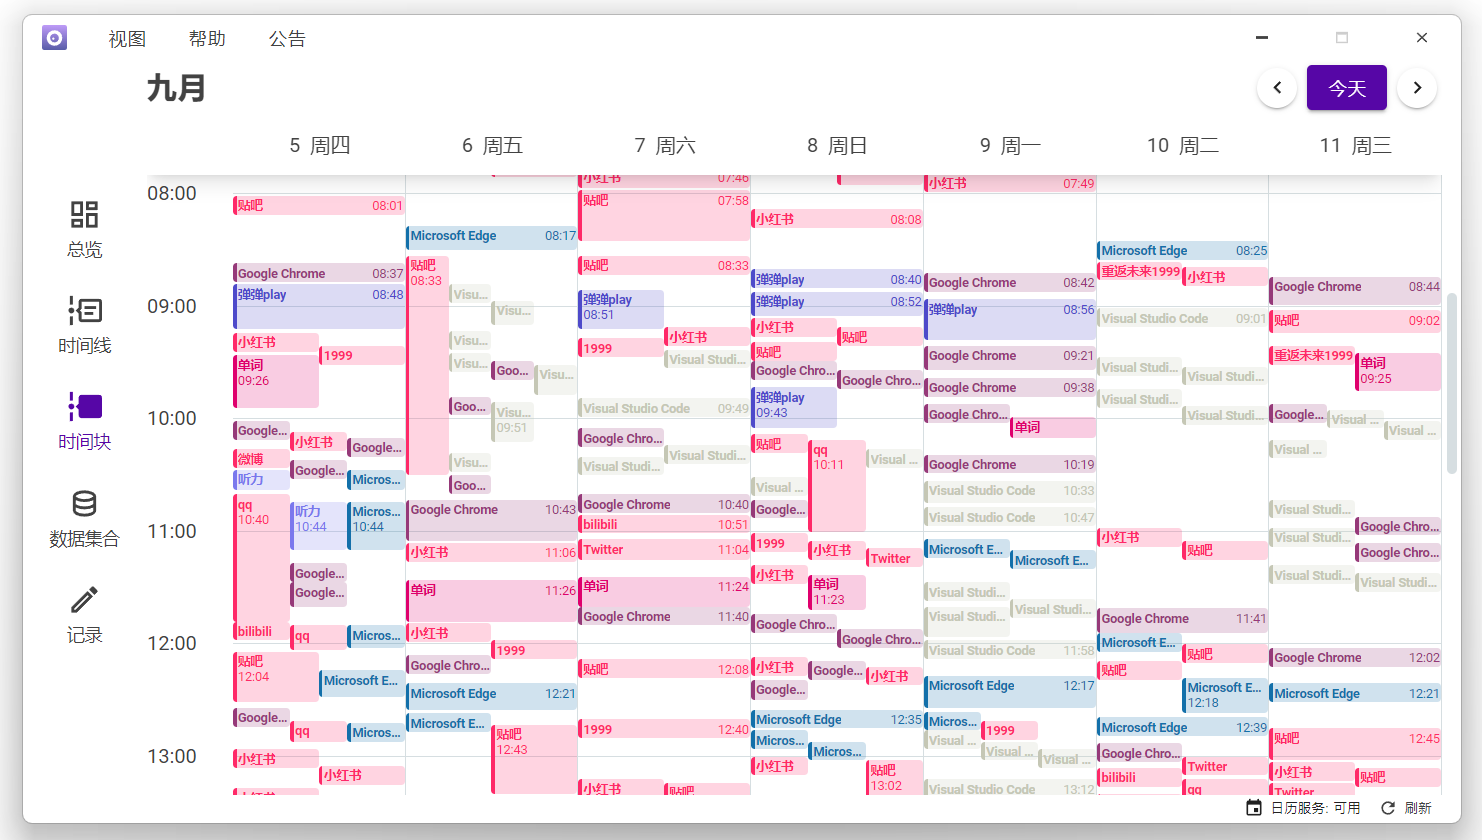 视图 帮助 公告
九月
今天
5 周四 6 周五 7 周六 8 周日 9 周一 10 周二 11 周三
总览
时间线
时间块
数据集合
记录
08:00
09:00
10:00
11:00
12:00
13:00
贴吧 08:01
Google Chrome 08:37
弹弹play 08:48
小红书
1999
单词
09:26
Google...
小红书
Google...
微博
Google...
听力
Micros...
qq
10:40
听力
10:44
Micros...
10:44
Google...
Google...
bilibili
qq
Micros...
贴吧
12:04
Microsoft E...
Google...
qq
Micros...
小红书
小红书
小红书
Microsoft Edge 08:17
贴吧
08:33
Visu...
Visu...
Visu...
Visu...
Goo...
Visu...
Goo...
Visu...
09:51
Visu...
Goo...
Google Chrome 10:43
小红书 11:06
单词 11:26
小红书
1999
Google Chro...
Microsoft Edge 12:21
Microsoft E...
贴吧
12:43
小红书 07:46
贴吧 07:58
贴吧 08:33
弹弹play
08:51
小红书
1999
Visual Studi...
Visual Studio Code 09:49
Google Chro...
Visual Studi...
Visual Studi...
Google Chrome 10:40
bilibili 10:51
Twitter 11:04
单词 11:24
Google Chrome 11:40
贴吧 12:08
1999 12:40
小红书
贴吧
小红书 08:08
弹弹play 08:40
弹弹play 08:52
小红书
贴吧
贴吧
Google Chro...
Google Chro...
弹弹play
09:43
贴吧
qq
10:11
Visual ...
Visual ...
Google...
1999
小红书
Twitter
小红书
单词
11:23
Google Chro...
Google Chro...
小红书
Google...
小红书
Google...
Microsoft Edge 12:35
Micros...
Micros...
小红书
贴吧
13:02
小红书 07:49
Google Chrome 08:42
弹弹play 08:56
Google Chrome 09:21
Google Chrome 09:38
Google Chro...
单词
Google Chrome 10:19
Visual Studio Code 10:33
Visual Studio Code 10:47
Microsoft E...
Microsoft E...
Visual Studi...
Visual Studi...
Visual Studi...
Visual Studio Code 11:58
Microsoft Edge 12:17
Micros...
1999
Visual ...
Visual ...
Visual ...
Visual Studio Code 13:12
Microsoft Edge 08:25
重返未来1999
小红书
Visual Studio Code 09:01
Visual Studi...
Visual Studi...
Visual Studi...
Visual Studi...
小红书
贴吧
Google Chrome 11:41
Microsoft E...
贴吧
贴吧
Microsoft E...
12:18
Microsoft Edge 12:39
Google Chro...
Twitter
bilibili
qq
Google Chrome 08:44
贴吧 09:02
重返未来1999
单词
09:25
Google...
Visual ...
Visual ...
Visual ...
Visual Studi...
Google Chro...
Visual Studi...
Google Chro...
Visual Studi...
Visual Studi...
Google Chrome 12:02
Microsoft Edge 12:21
贴吧 12:45
小红书
贴吧
Twitter
日历服务: 可用 刷新